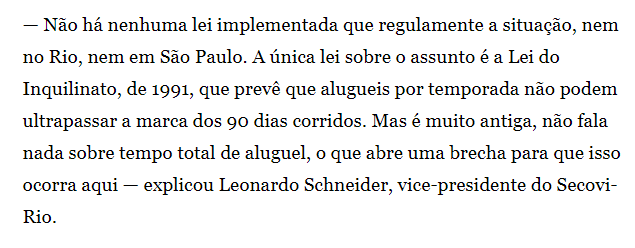 — Não há nenhuma lei implementada que regulamente a situação, nem
no Rio, nem em São Paulo. A única lei sobre o assunto é a Lei do
Inquilinato, de 1991, que prevê que alugueis por temporada não podem
ultrapassar a marca dos 90 dias corridos. Mas é muito antiga, não fala
nada sobre tempo total de aluguel, o que abre uma brecha para que isso
ocorra aqui — explicou Leonardo Schneider, vice-presidente do Secovi-
Rio.